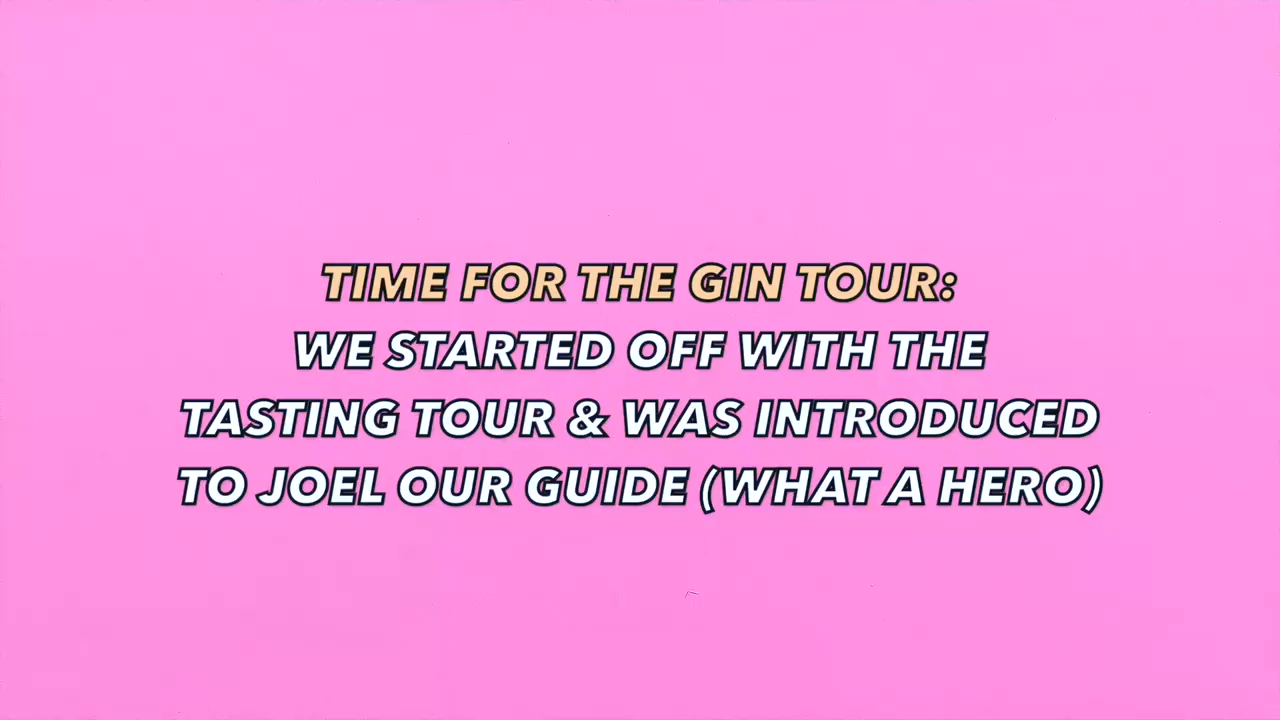 TIME FOR THE GIN TOUR:
WE STARTED OFF WITH THE
TASTING TOUR & WAS INTRODUCED
TO JOEL OUR GUIDE (WHAT A HERO)